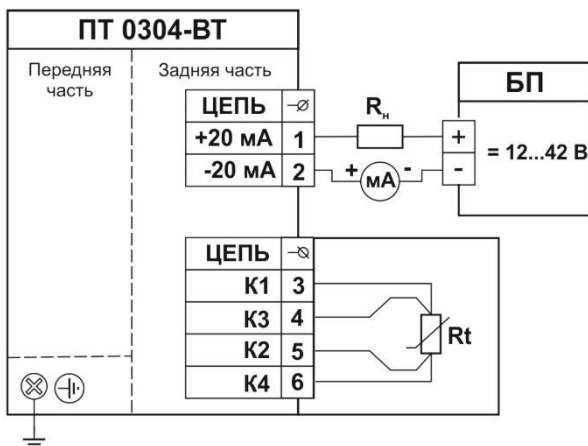 ПТ 0304-ВТ
Передняя
часть
Задняя часть
ЦЕПЬ
+20 мА 1
-20 мА 2
Rн
+ мА -
БП
+
-
= 12...42 В
ЦЕПЬ
К1 3
К3 4
К2 5
К4 6
Rt